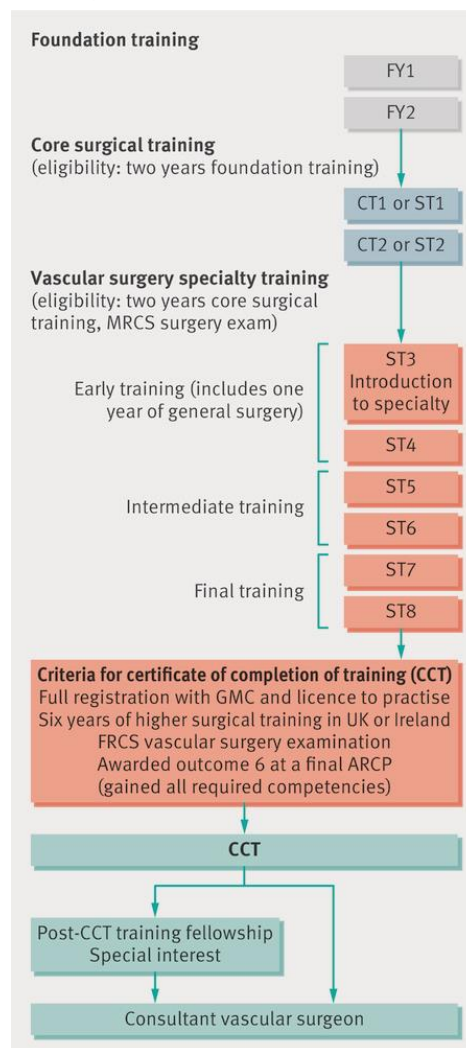 Foundation training
FY1
FY2
Core surgical training
(eligibility: two years foundation training)
CT1 or ST1
CT2 or ST2
Vascular surgery specialty training
(eligibility: two years core surgical
training, MRCS surgery exam)
Early training (includes one
year of general surgery)
ST3
Introduction
to specialty
ST4
Intermediate training
ST5
ST6
Final training
ST7
ST8
Criteria for certificate of completion of training (CCT)
Full registration with GMC and licence to practise
Six years of higher surgical training in UK or Ireland
FRCS vascular surgery examination
Awarded outcome 6 at a final ARCP
(gained all required competencies)
CCT
Post-CCT training fellowship
Special interest
Consultant vascular surgeon